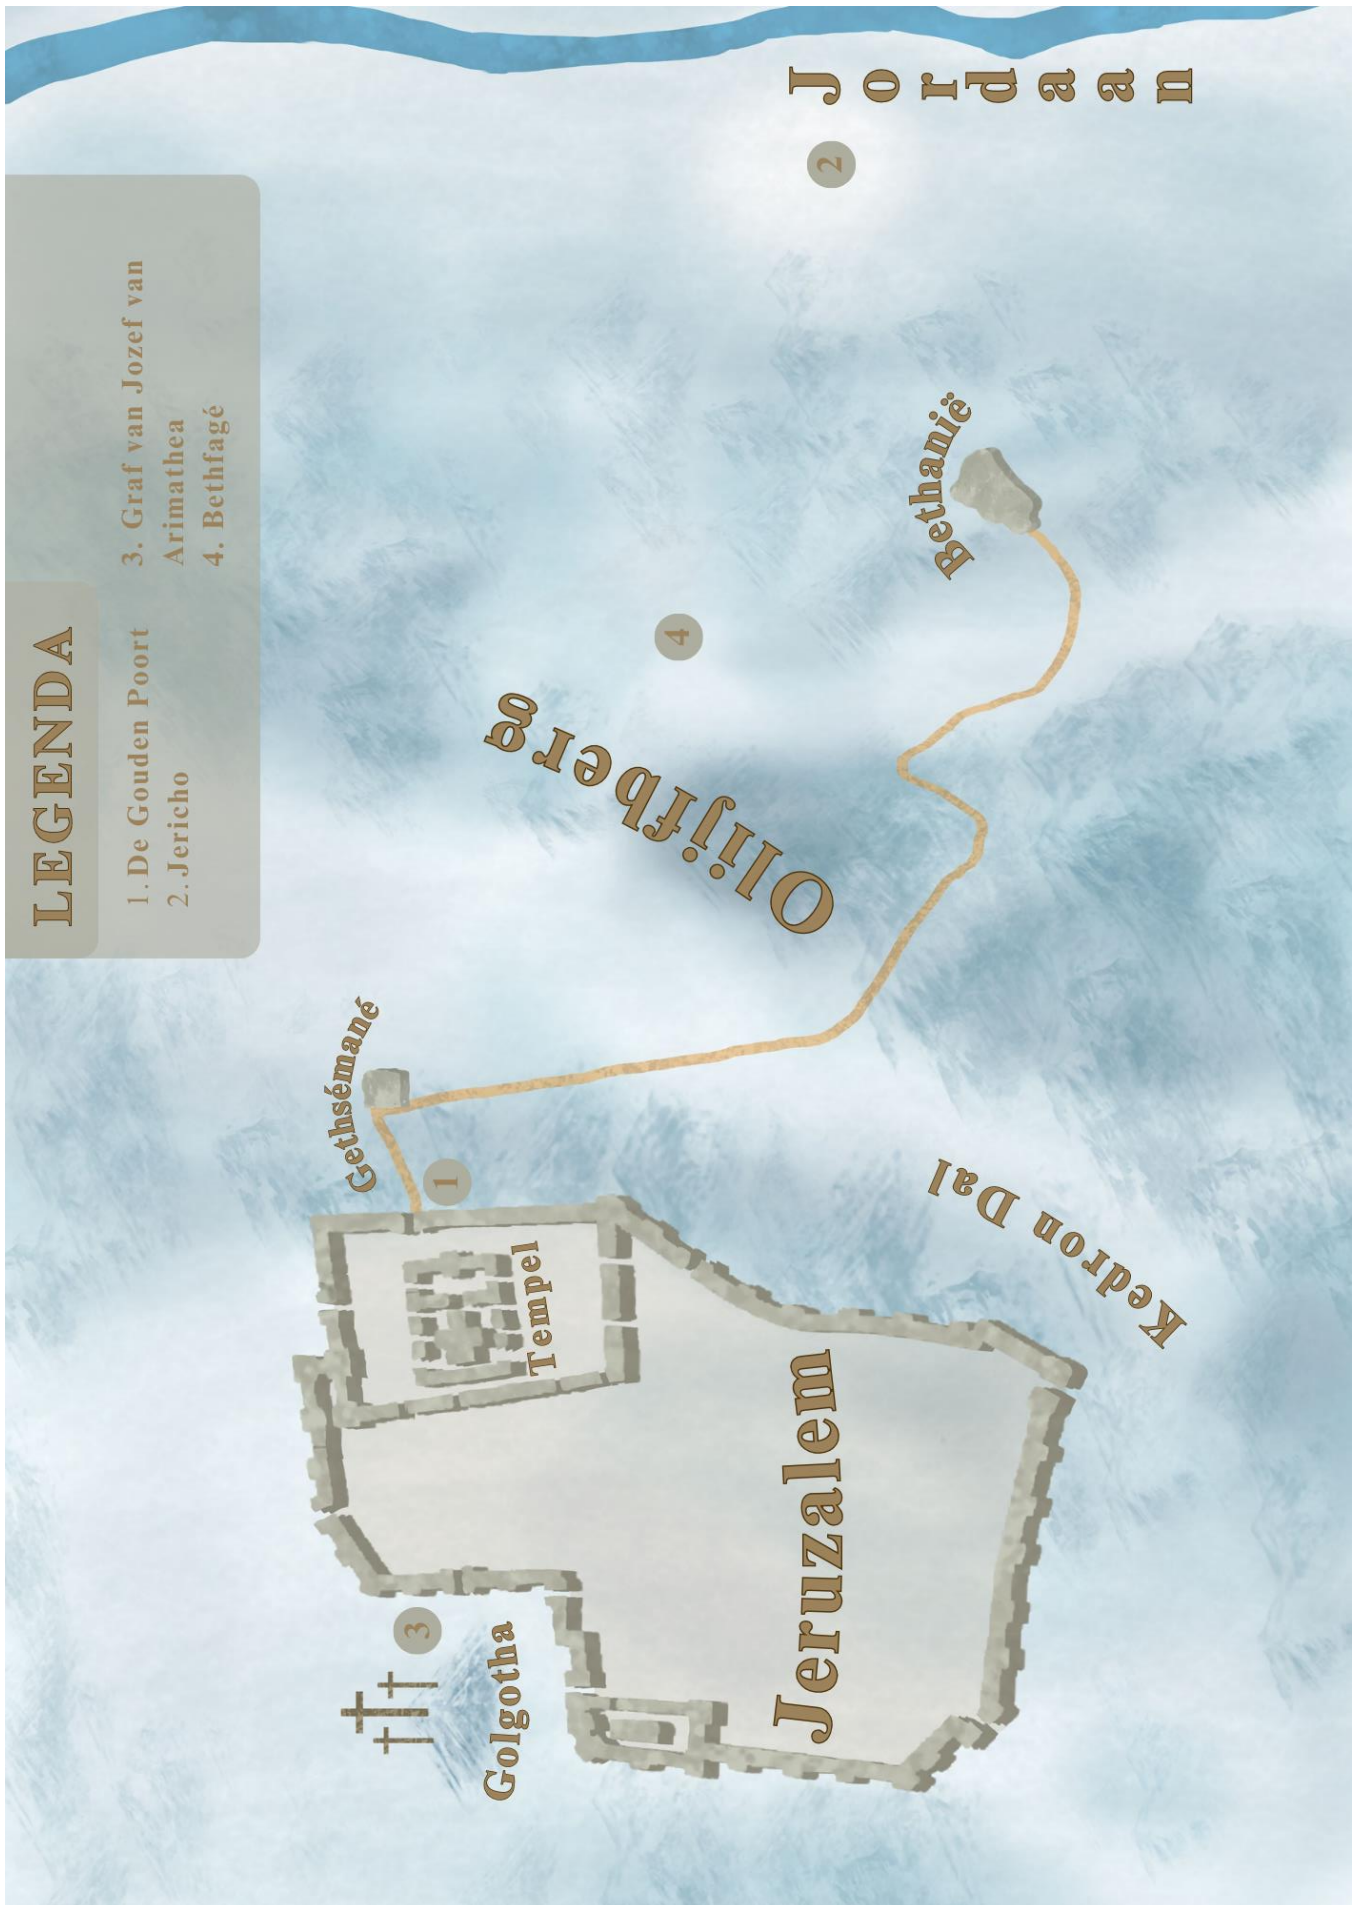 LEGENDA
1. De Gouden Poort
2. Jericho
3. Graf van Jozef van
Arimathea
4. Bethfagé
Jordaan
2
Bethanië
4
Olijfberg
Gethsémané
1
Tempel
Kedron Dal
Jeruzalem
3
Golgotha